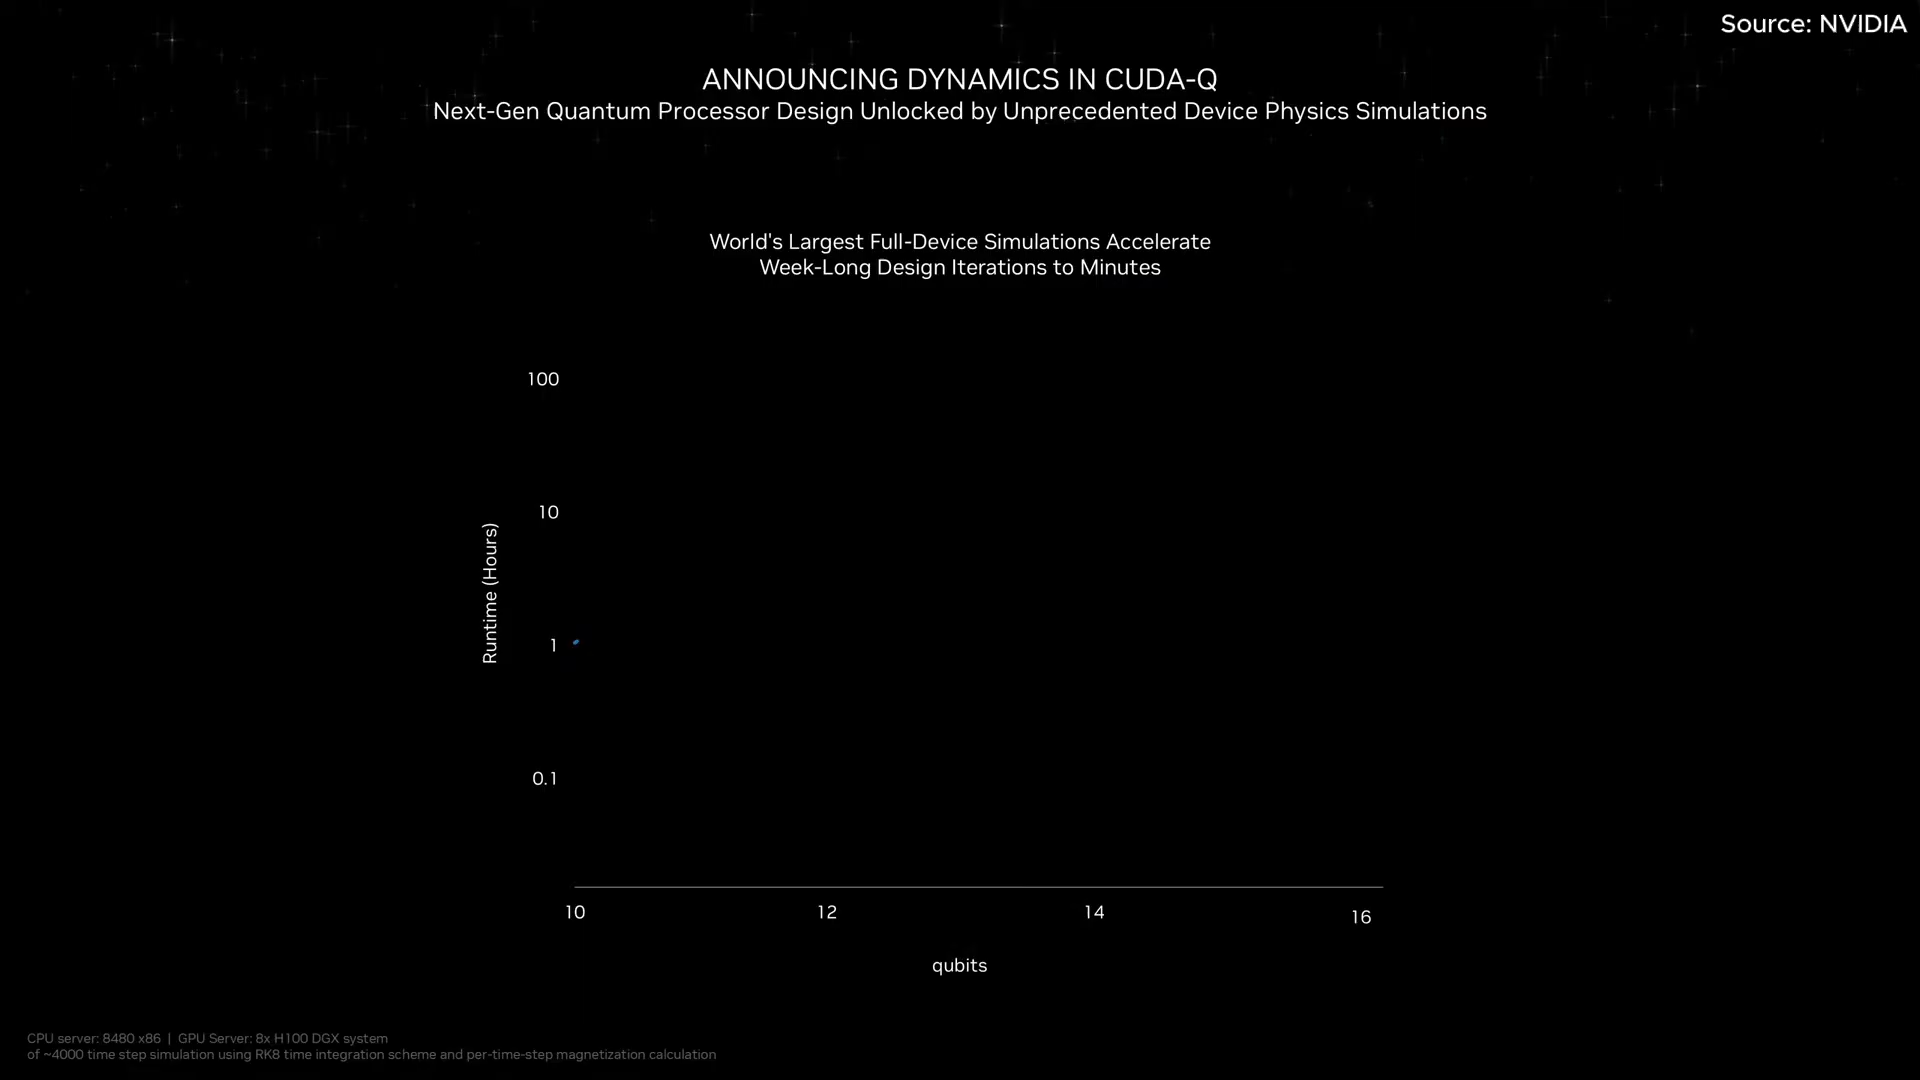 Source: NVIDIA
ANNOUNCING DYNAMICS IN CUDA-Q
Next-Gen Quantum Processor Design Unlocked by Unprecedented Device Physics Simulations
World's Largest Full-Device Simulations Accelerate
Week-Long Design Iterations to Minutes
100
10
1
0.1
Runtime (Hours)
10
12
14
16
qubits
CPU server: 8480 x86 | GPU Server: 8x H100 DGX system
of ~4000 time step simulation using RK8 time integration scheme and per-time-step magnetization calculation